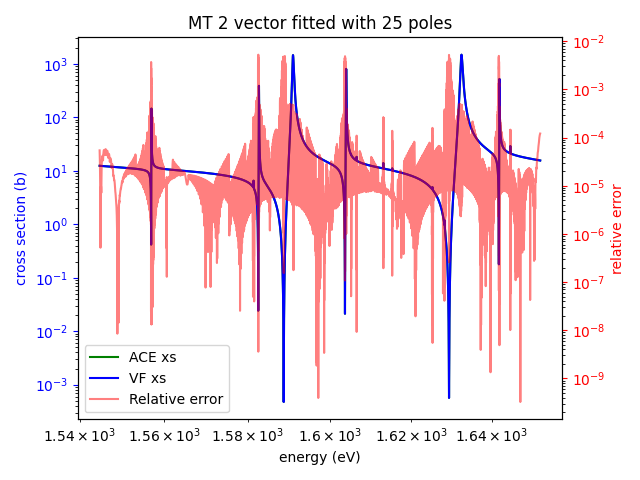 MT 2 vector fitted with 25 poles
cross section (b)
10³
10²
10¹
10⁰
10⁻¹
10⁻²
10⁻³
10⁻²
10⁻³
10⁻⁴
10⁻⁵
10⁻⁶
10⁻⁷
10⁻⁸
10⁻⁹
relative error
ACE xs
VF xs
Relative error
1.54 × 10³ 1.56 × 10³ 1.58 × 10³ 1.6 × 10³ 1.62 × 10³ 1.64 × 10³
energy (eV)